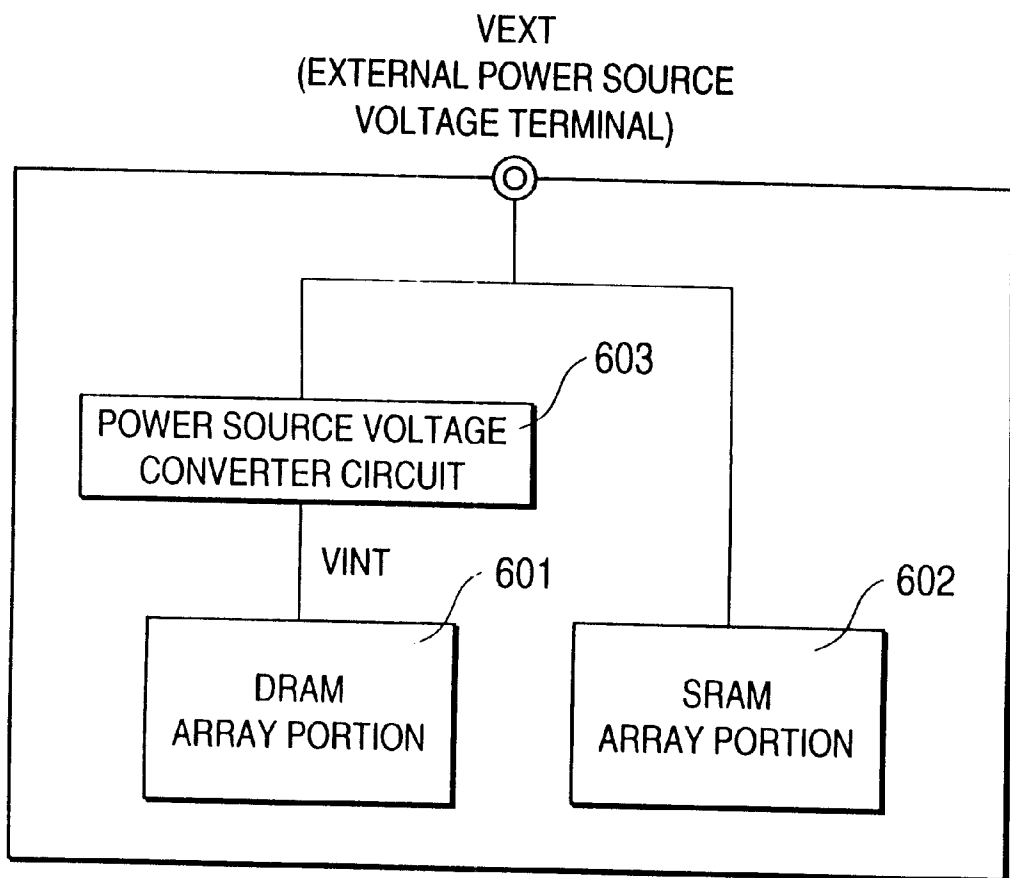 VEXT
(EXTERNAL POWER SOURCE
VOLTAGE TERMINAL)
603
POWER SOURCE VOLTAGE
CONVERTER CIRCUIT
VINT
601
602
DRAM
ARRAY PORTION
SRAM
ARRAY PORTION